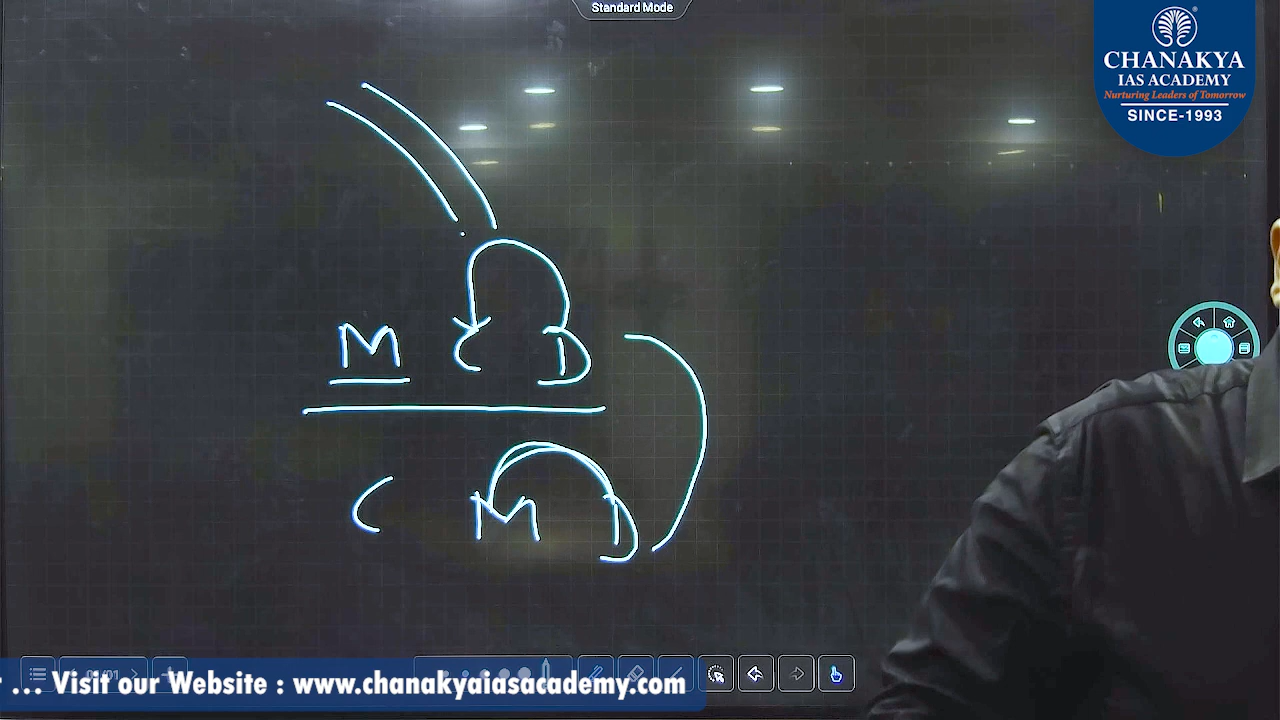 Standard Mode
CHANAKYA
IAS ACADEMY
Nurturing Leaders of Tomorrow
SINCE-1993
M C D
C M D
... Visit our Website : www.chanakyaiasacademy.com